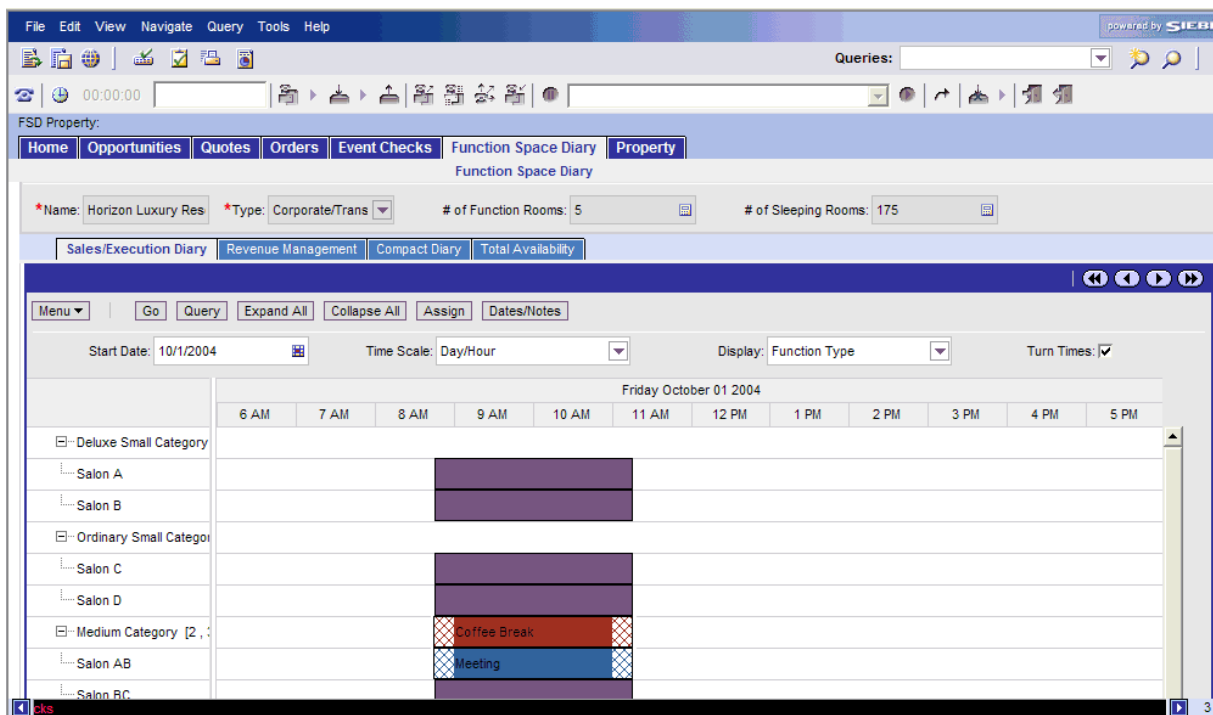 File Edit View Navigate Query Tools Help powered by SIEBE
Queries:
00:00:00
FSD Property:
Home Opportunities Quotes Orders Event Checks Function Space Diary Property
Function Space Diary
*Name: Horizon Luxury Res *Type: Corporate/Trans # of Function Rooms: 5 # of Sleeping Rooms: 175
Sales/Execution Diary Revenue Management Compact Diary Total Availability
Menu Go Query Expand All Collapse All Assign Dates/Notes
Start Date: 10/1/2004 Time Scale: Day/Hour Display: Function Type Turn Times:
Friday October 01 2004
6 AM 7 AM 8 AM 9 AM 10 AM 11 AM 12 PM 1 PM 2 PM 3 PM 4 PM 5 PM
Deluxe Small Category
Salon A
Salon B
Ordinary Small Categor
Salon C
Salon D
Medium Category [2 , 3 Coffee Break
Salon AB Meeting
Salon BC
cks 3